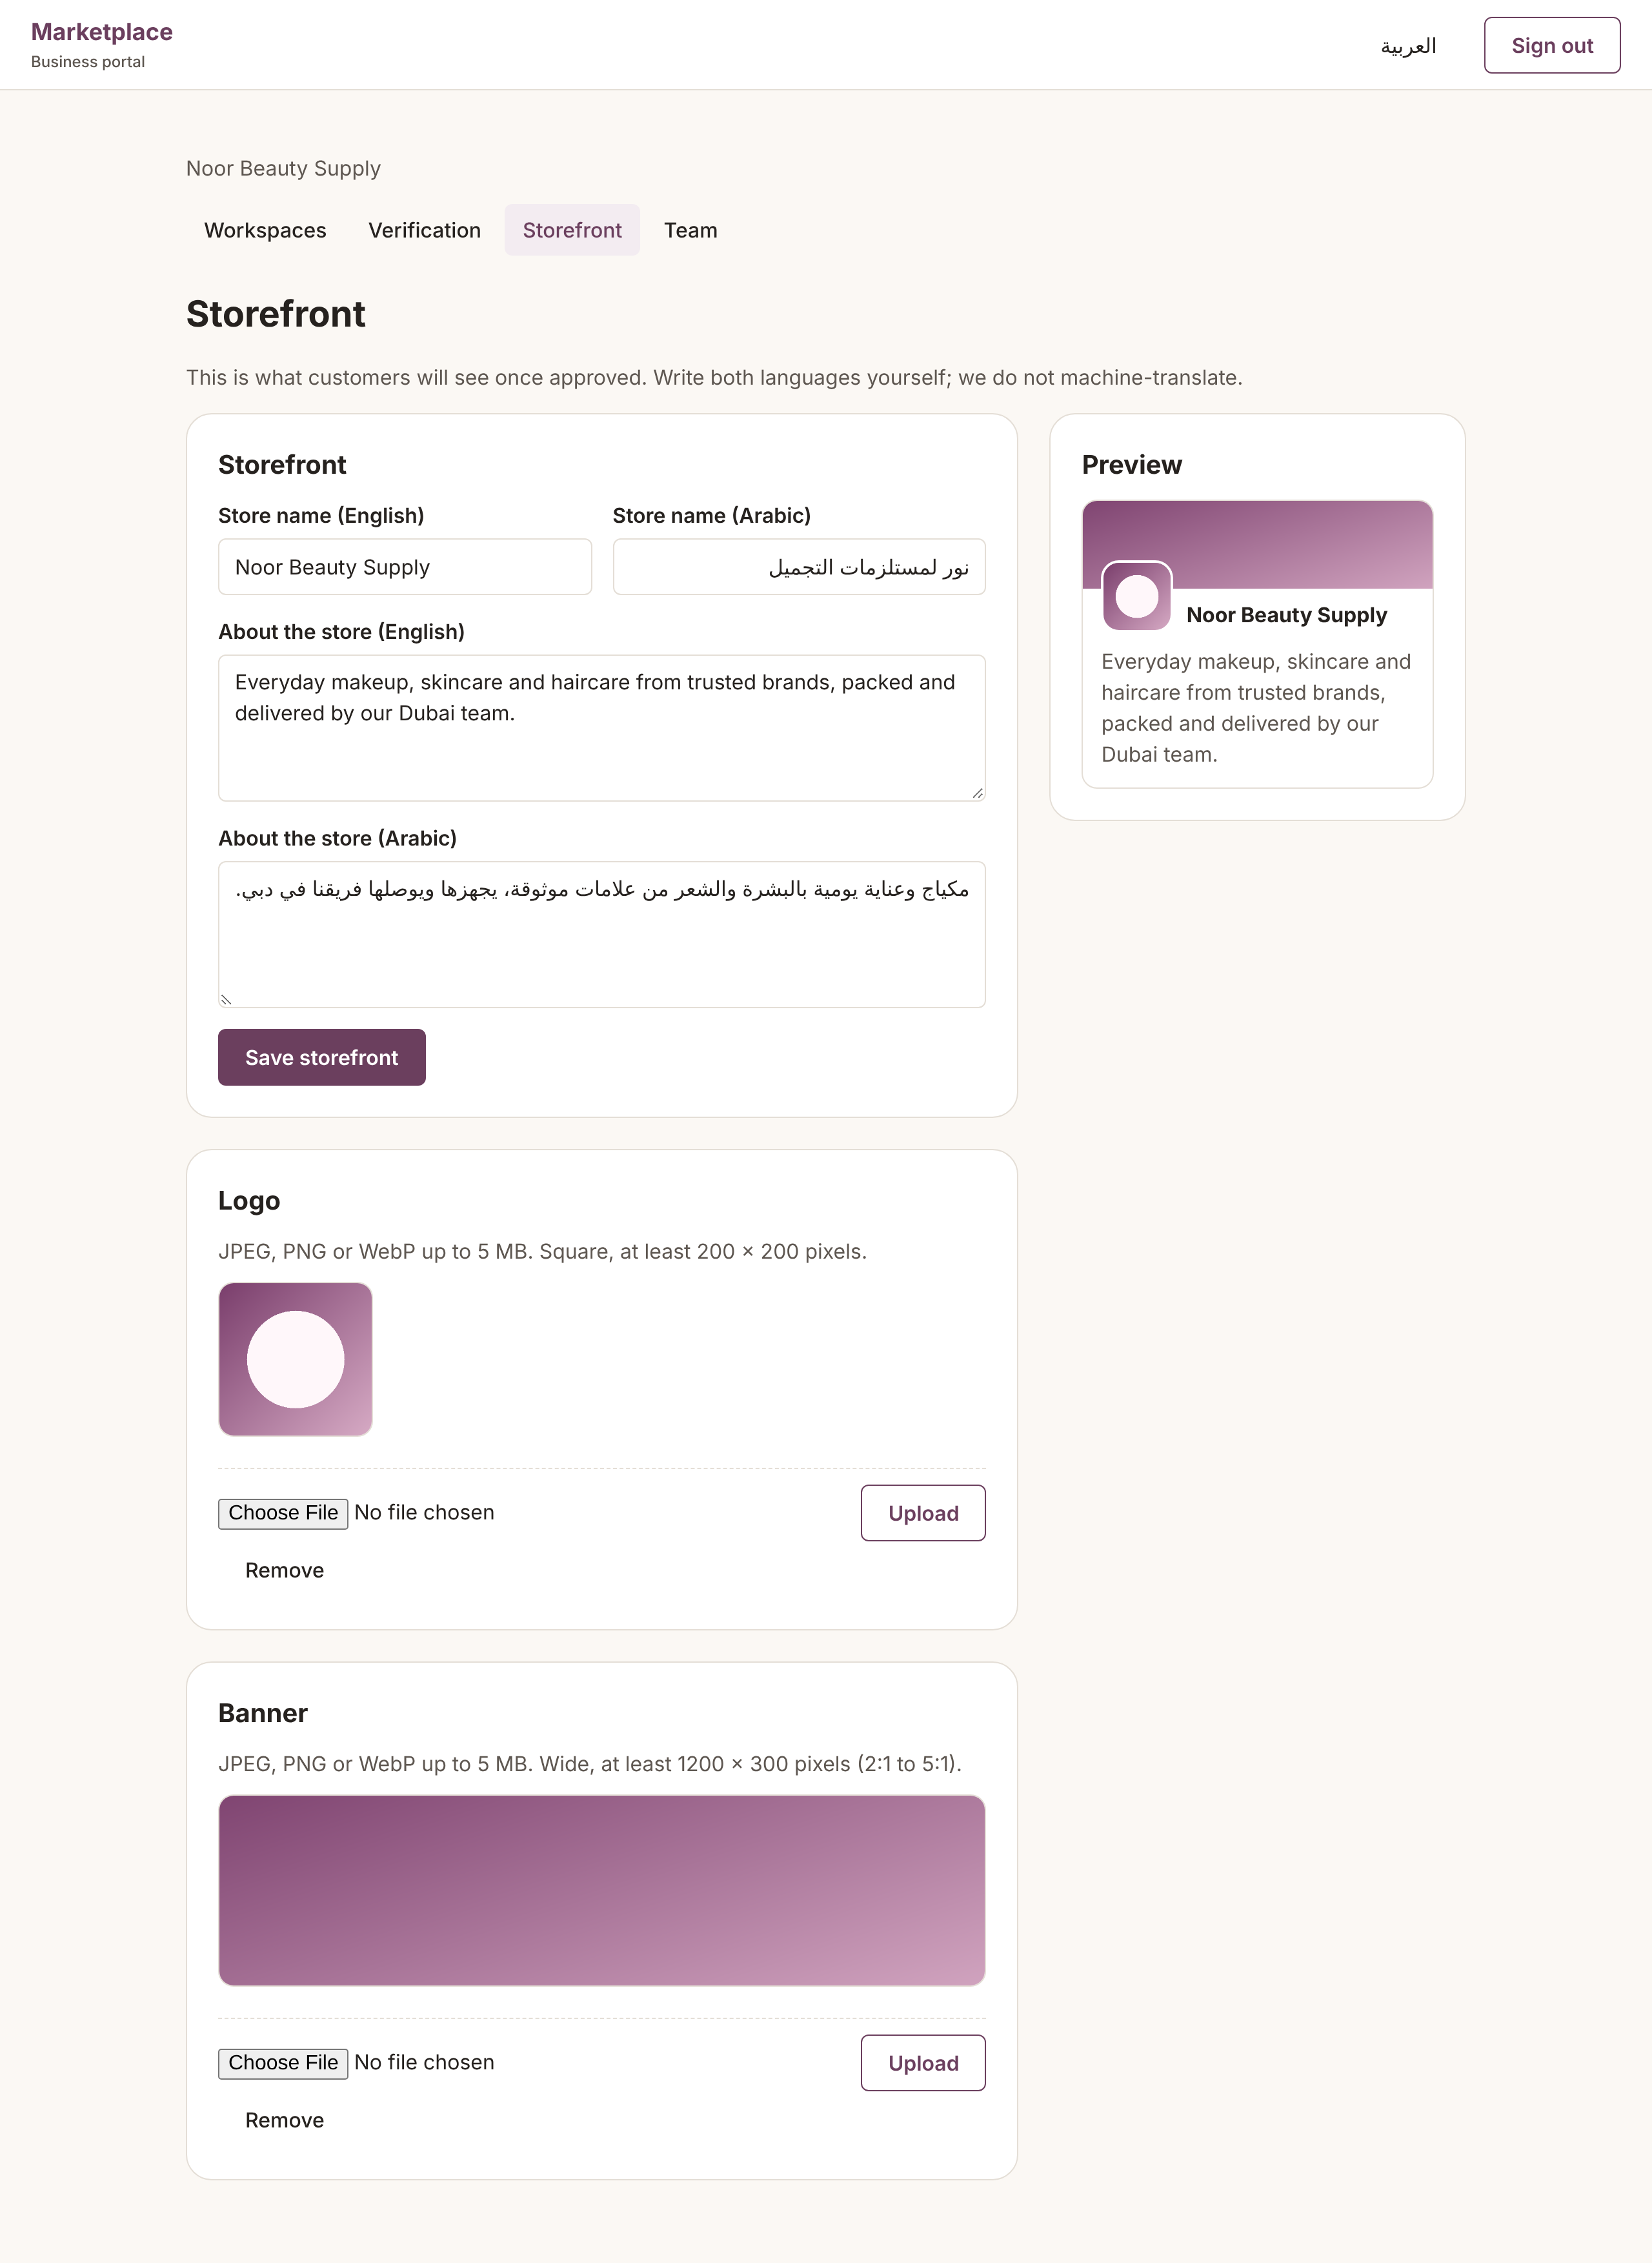 Marketplace
Business portal
العربية
Sign out
Noor Beauty Supply
Workspaces
Verification
Storefront
Team
Storefront
This is what customers will see once approved. Write both languages yourself; we do not machine-translate.
Storefront
Store name (English)
Store name (Arabic)
Noor Beauty Supply
نور لمستلزمات التجميل
About the store (English)
Everyday makeup, skincare and haircare from trusted brands, packed and
delivered by our Dubai team.
About the store (Arabic)
مكياج وعناية يومية بالبشرة والشعر من علامات موثوقة، يجهزها ويوصلها فريقنا في دبي.
Save storefront
Preview
Noor Beauty Supply
Everyday makeup, skincare and
haircare from trusted brands,
packed and delivered by our
Dubai team.
Logo
JPEG, PNG or WebP up to 5 MB. Square, at least 200 × 200 pixels.
Choose File No file chosen
Upload
Remove
Banner
JPEG, PNG or WebP up to 5 MB. Wide, at least 1200 × 300 pixels (2:1 to 5:1).
Choose File No file chosen
Upload
Remove